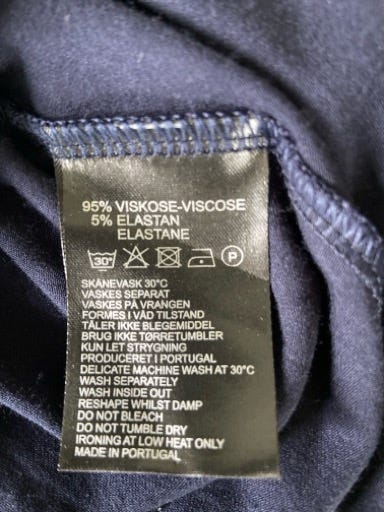 95% VISKOSE-VISCOSE
5% ELASTAN
ELASTANE
30° P
SKÅNEVASK 30°C
VASKES SEPARAT
VASKES PÅ VRANGEN
FORMES I VÅD TILSTAND
TÅLER IKKE BLEGEMIDDEL
BRUG IKKE TØRRETUMBLER
KUN LET STRYGNING
PRODUCERET I PORTUGAL
DELICATE MACHINE WASH AT 30°C
WASH SEPARATELY
WASH INSIDE OUT
RESHAPE WHILST DAMP
DO NOT BLEACH
DO NOT TUMBLE DRY
IRONING AT LOW HEAT ONLY
MADE IN PORTUGAL